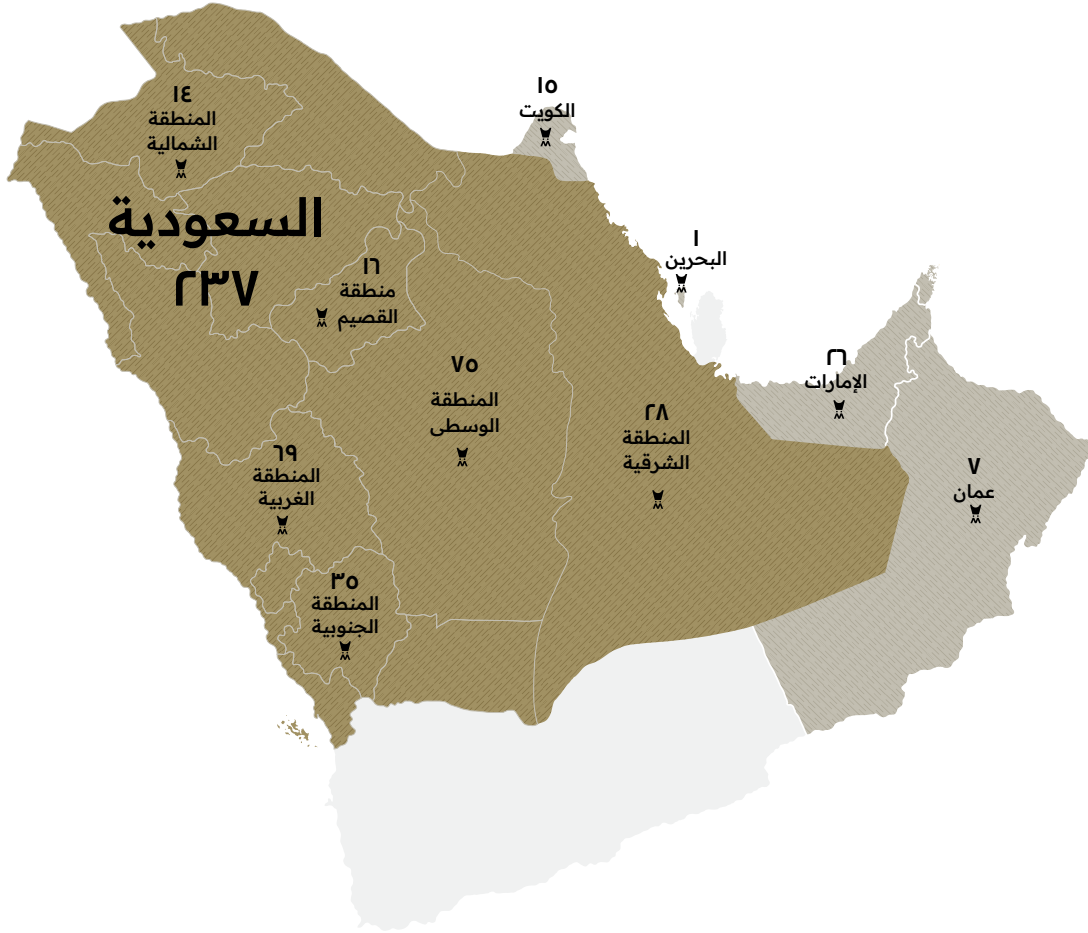 ١٤
المنطقة
الشمالية
السعودية
٢٣٧
١٦
منطقة
القصيم
٧٥
المنطقة
الوسطى
٢٨
المنطقة
الشرقية
٦٩
المنطقة
الغربية
٣٥
المنطقة
الجنوبية
١٥
الكويت
١
البحرين
٢٦
الإمارات
٧
عمان